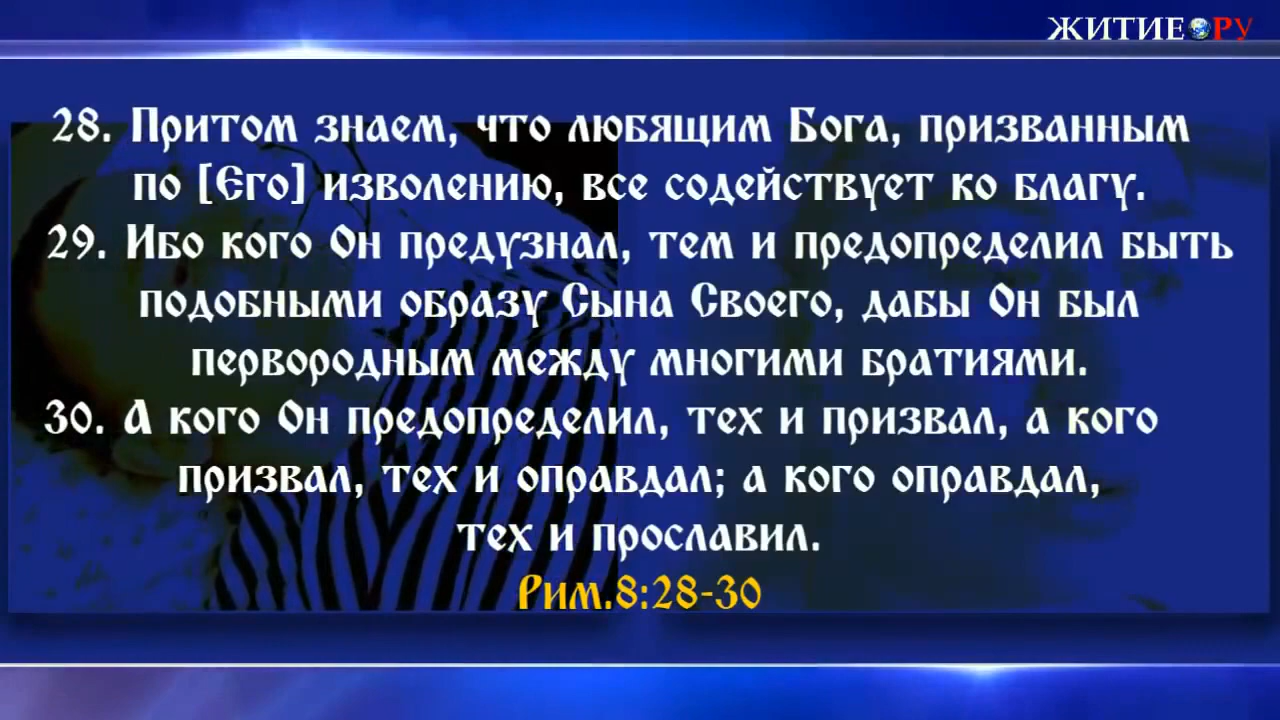 ЖИТИЕ РУ
28. Притом знаем, что любящим Бога, призванным
по [Его] изволению, все содействует ко благу.
29. Ибо кого Он предузнал, тем и предопределил быть
подобными образу Сына Своего, дабы Он был
первородным между многими братиями.
30. А кого Он предопределил, тех и призвал, а кого
призвал, тех и оправдал; а кого оправдал,
тех и прославил.
Рим.8:28-30